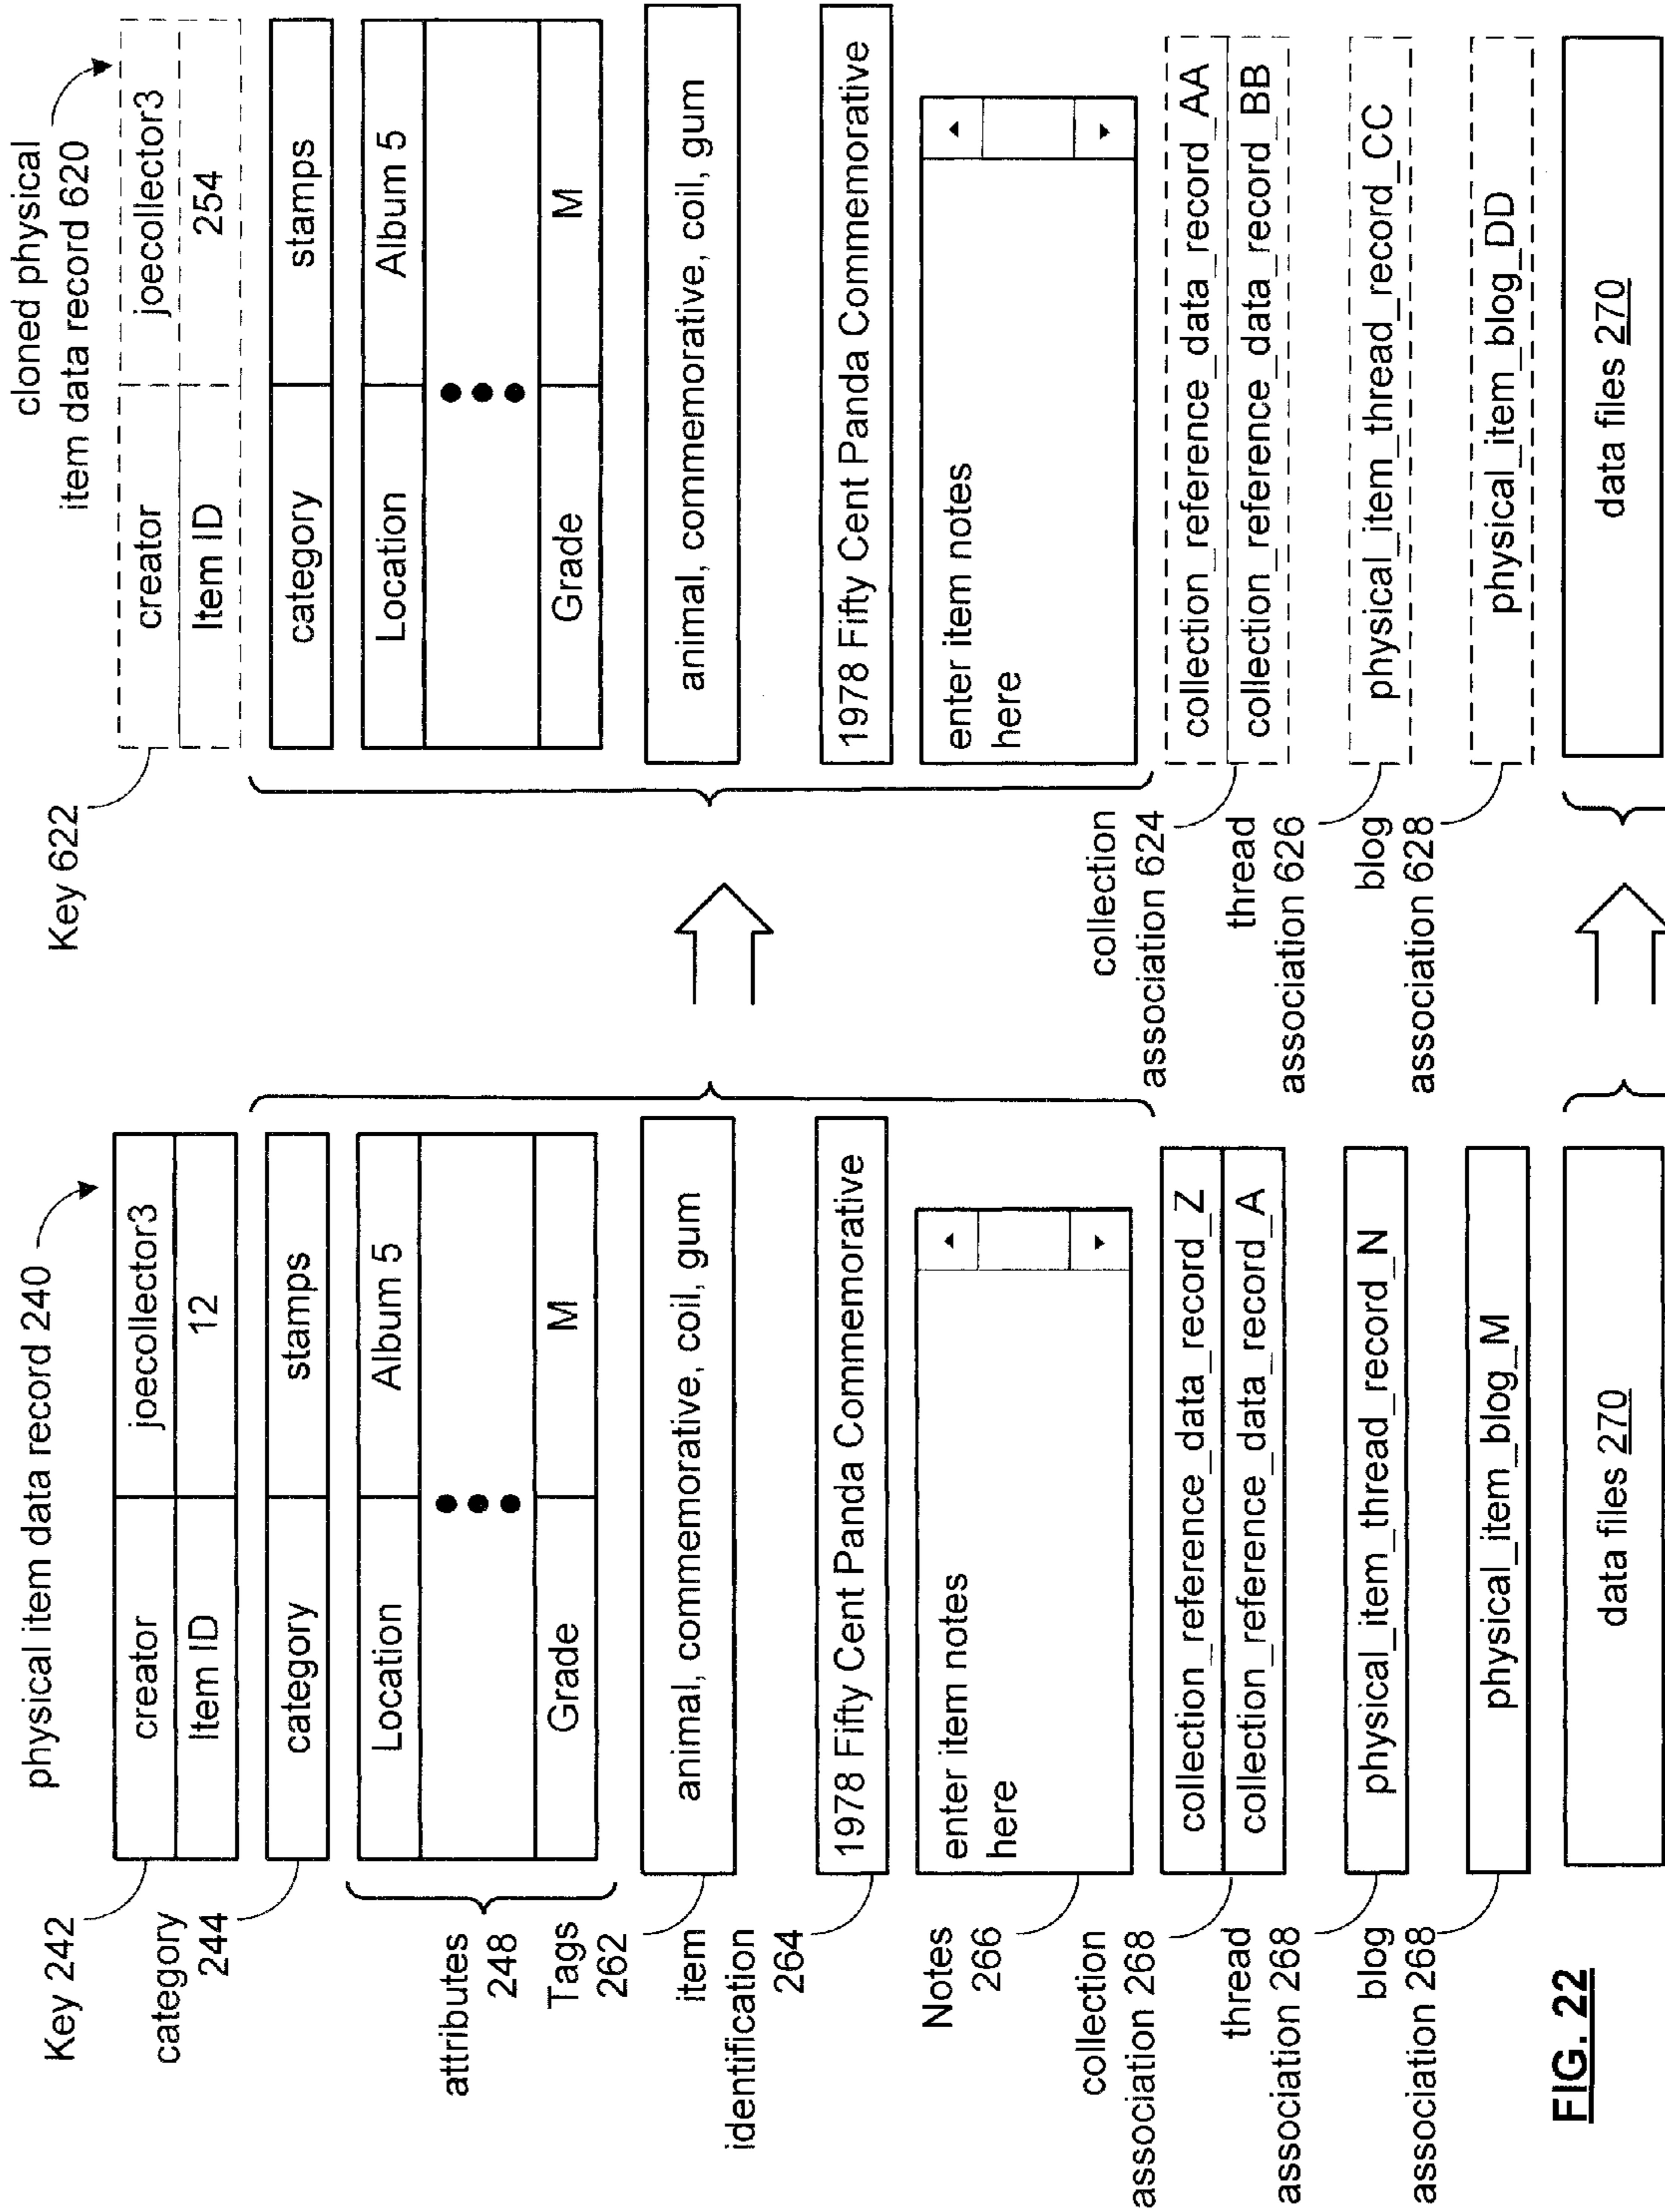 physical item data record 240
Key 242
creator
joecollector3
Item ID
12
category
244
category
stamps
attributes
248
Location
Album 5
Grade
M
Tags
262
animal, commemorative, coil, gum
item
identification
264
1978 Fifty Cent Panda Commemorative
Notes
266
enter item notes
here
collection
association 268
collection_reference_data_record_Z
collection_reference_data_record_A
thread
association 268
physical_item_thread_record_N
blog
association 268
physical_item_blog_M
data files 270
cloned physical
item data record 620
Key 622
creator
joecollector3
Item ID
254
category
stamps
Location
Album 5
Grade
M
animal, commemorative, coil, gum
1978 Fifty Cent Panda Commemorative
enter item notes
here
collection
association 624
collection_reference_data_record_AA
collection_reference_data_record_BB
thread
association 626
physical_item_thread_record_CC
blog
association 628
physical_item_blog_DD
data files 270
FIG. 22